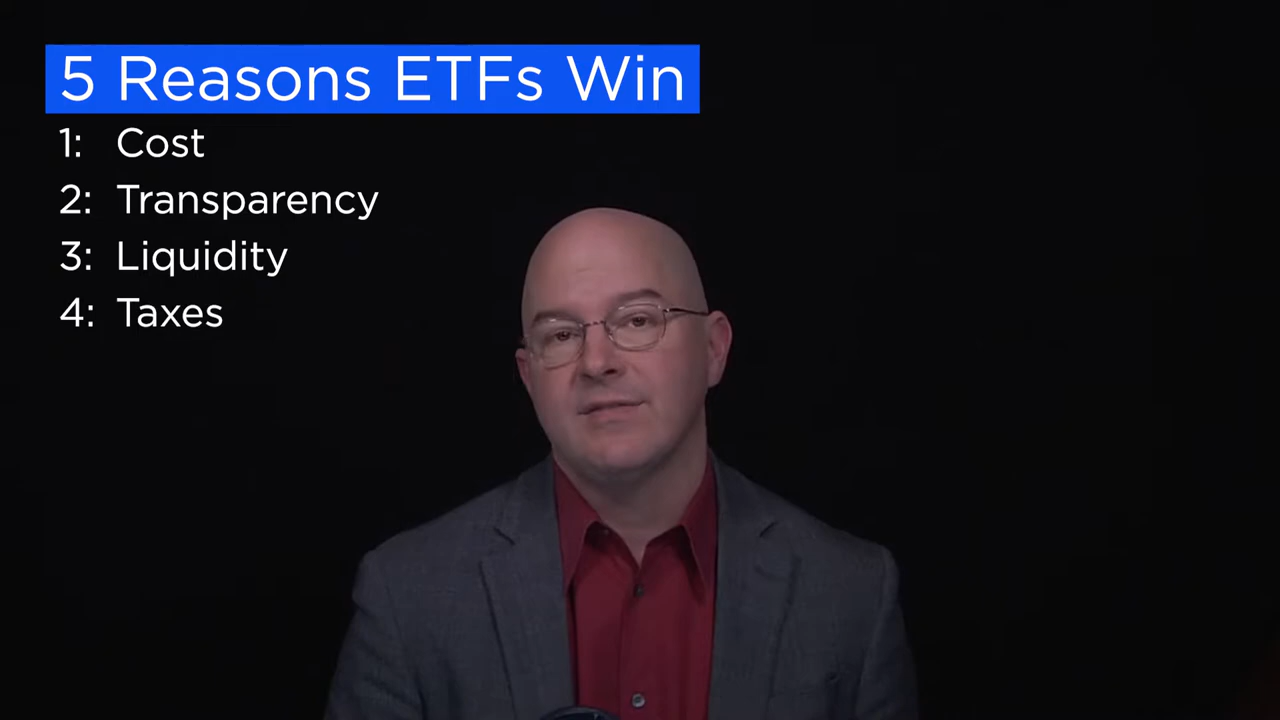 5 Reasons ETFs Win
1: Cost
2: Transparency
3: Liquidity
4: Taxes